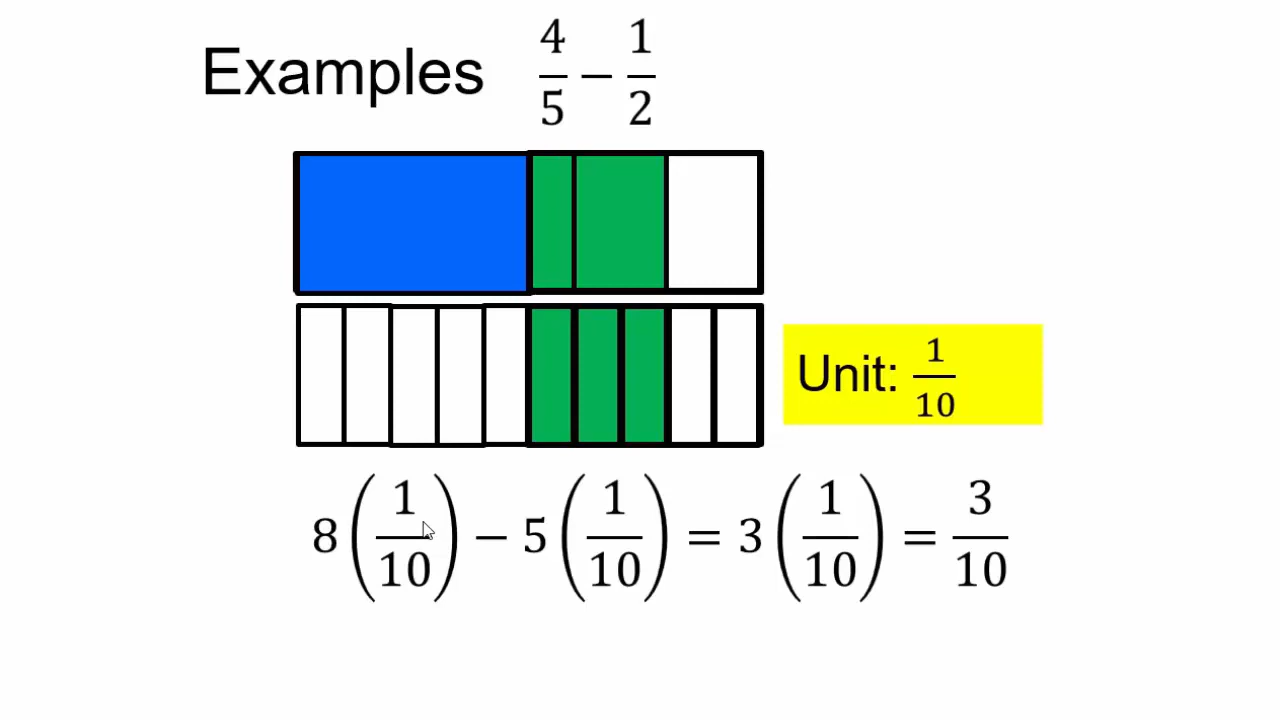 Examples 4/5 − 1/2
Unit: 1/10
8(1/10) − 5(1/10) = 3(1/10) = 3/10